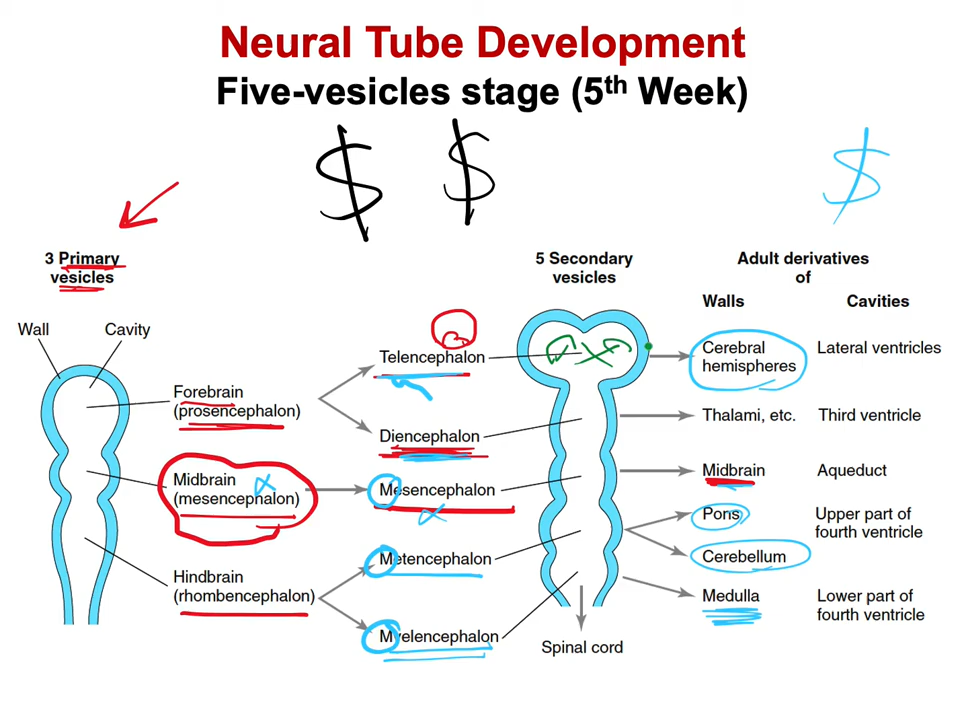 Neural Tube Development
Five-vesicles stage (5th Week)
$ $ $
3 Primary
vesicles
5 Secondary
vesicles
Adult derivatives
of
Walls
Cavities
Wall
Cavity
Forebrain
(prosencephalon)
Midbrain
(mesencephalon)
Hindbrain
(rhombencephalon)
Telencephalon
Diencephalon
Mesencephalon
Metencephalon
Myelencephalon
Spinal cord
Cerebral
hemispheres
Lateral ventricles
Thalami, etc.
Third ventricle
Midbrain
Aqueduct
Pons
Upper part of
fourth ventricle
Cerebellum
Medulla
Lower part of
fourth ventricle